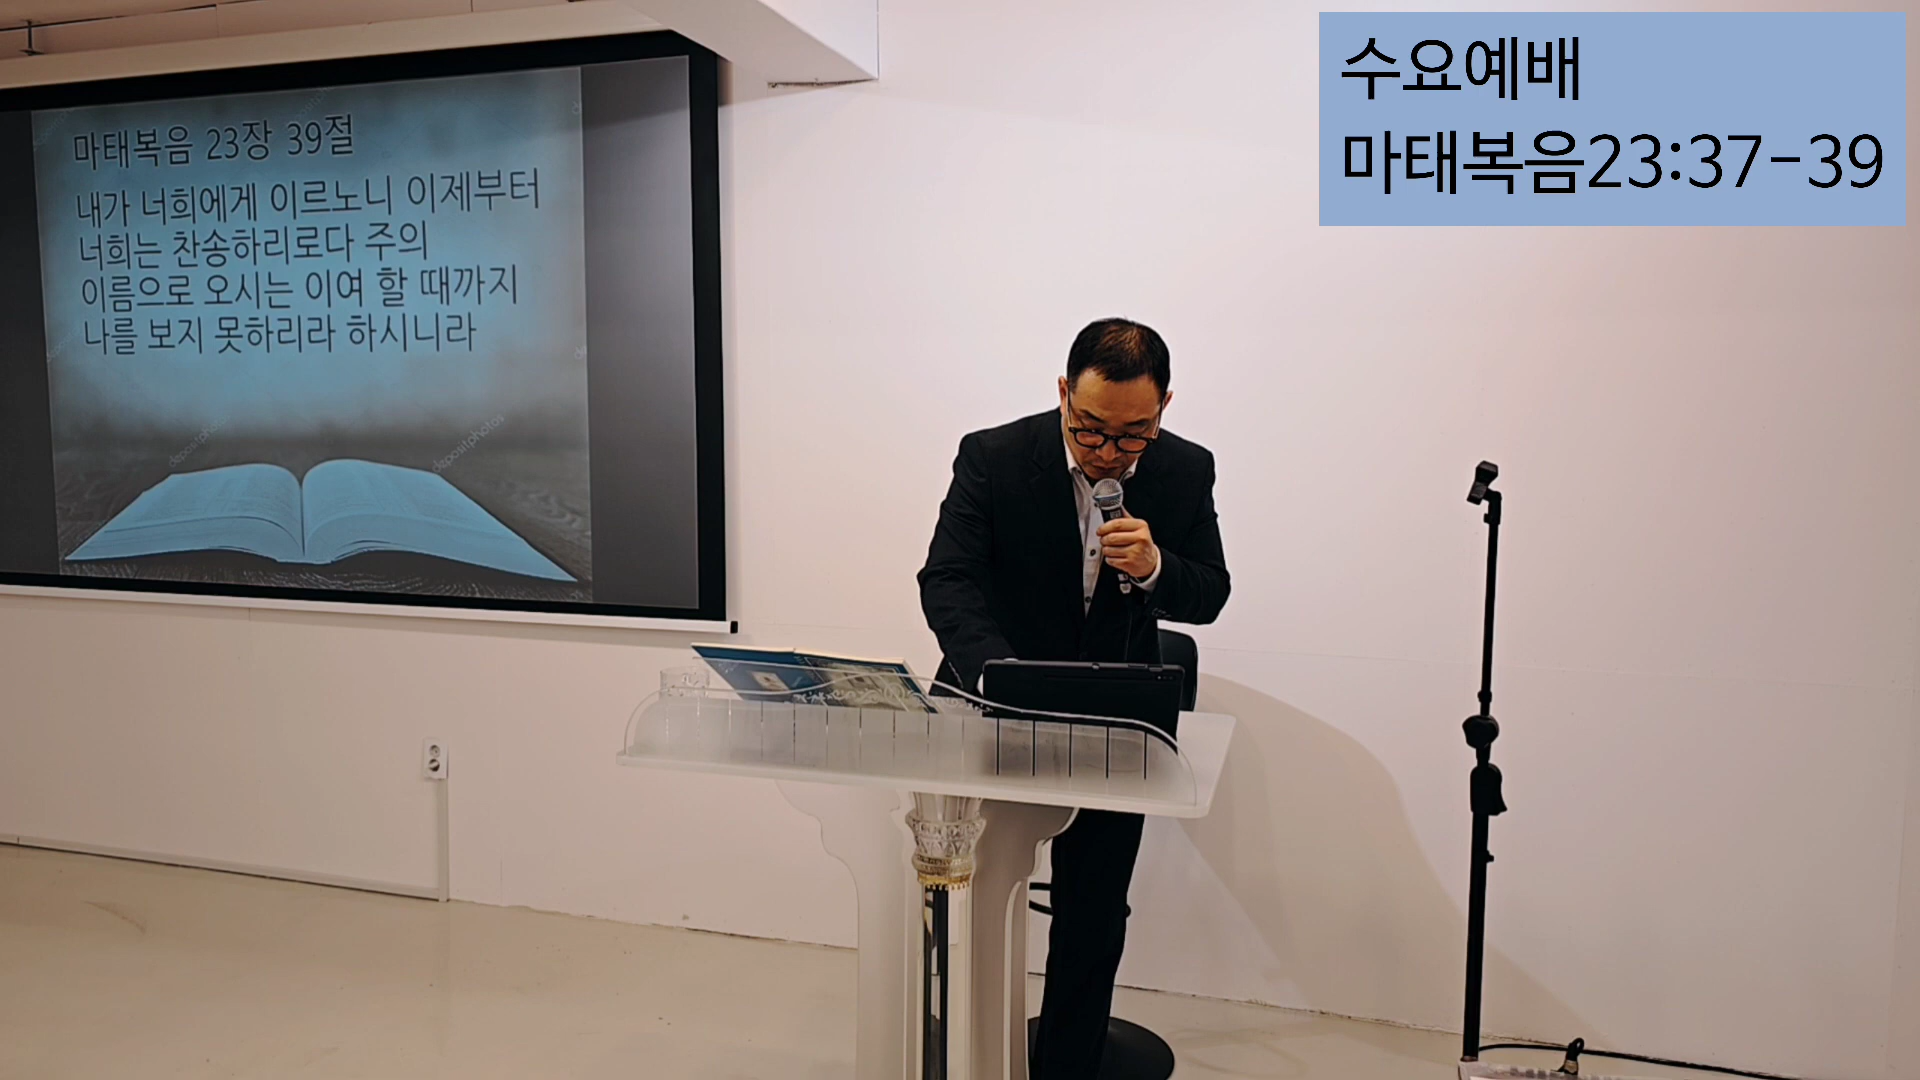 마태복음 23장 39절
내가 너희에게 이르노니 이제부터
너희는 찬송하리로다 주의
이름으로 오시는 이여 할 때까지
나를 보지 못하리라 하시니라
depositphotos
depositphotos
수요예배
마태복음23:37-39